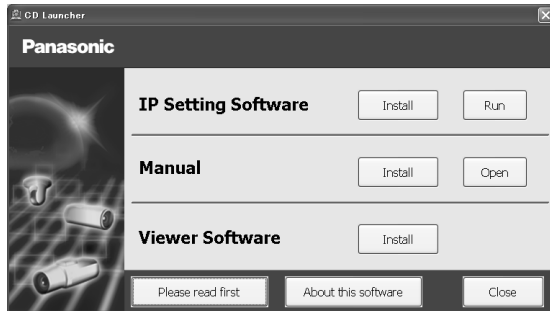 CD Launcher
Panasonic
IP Setting Software Install Run
Manual Install Open
Viewer Software Install
Please read first About this software Close